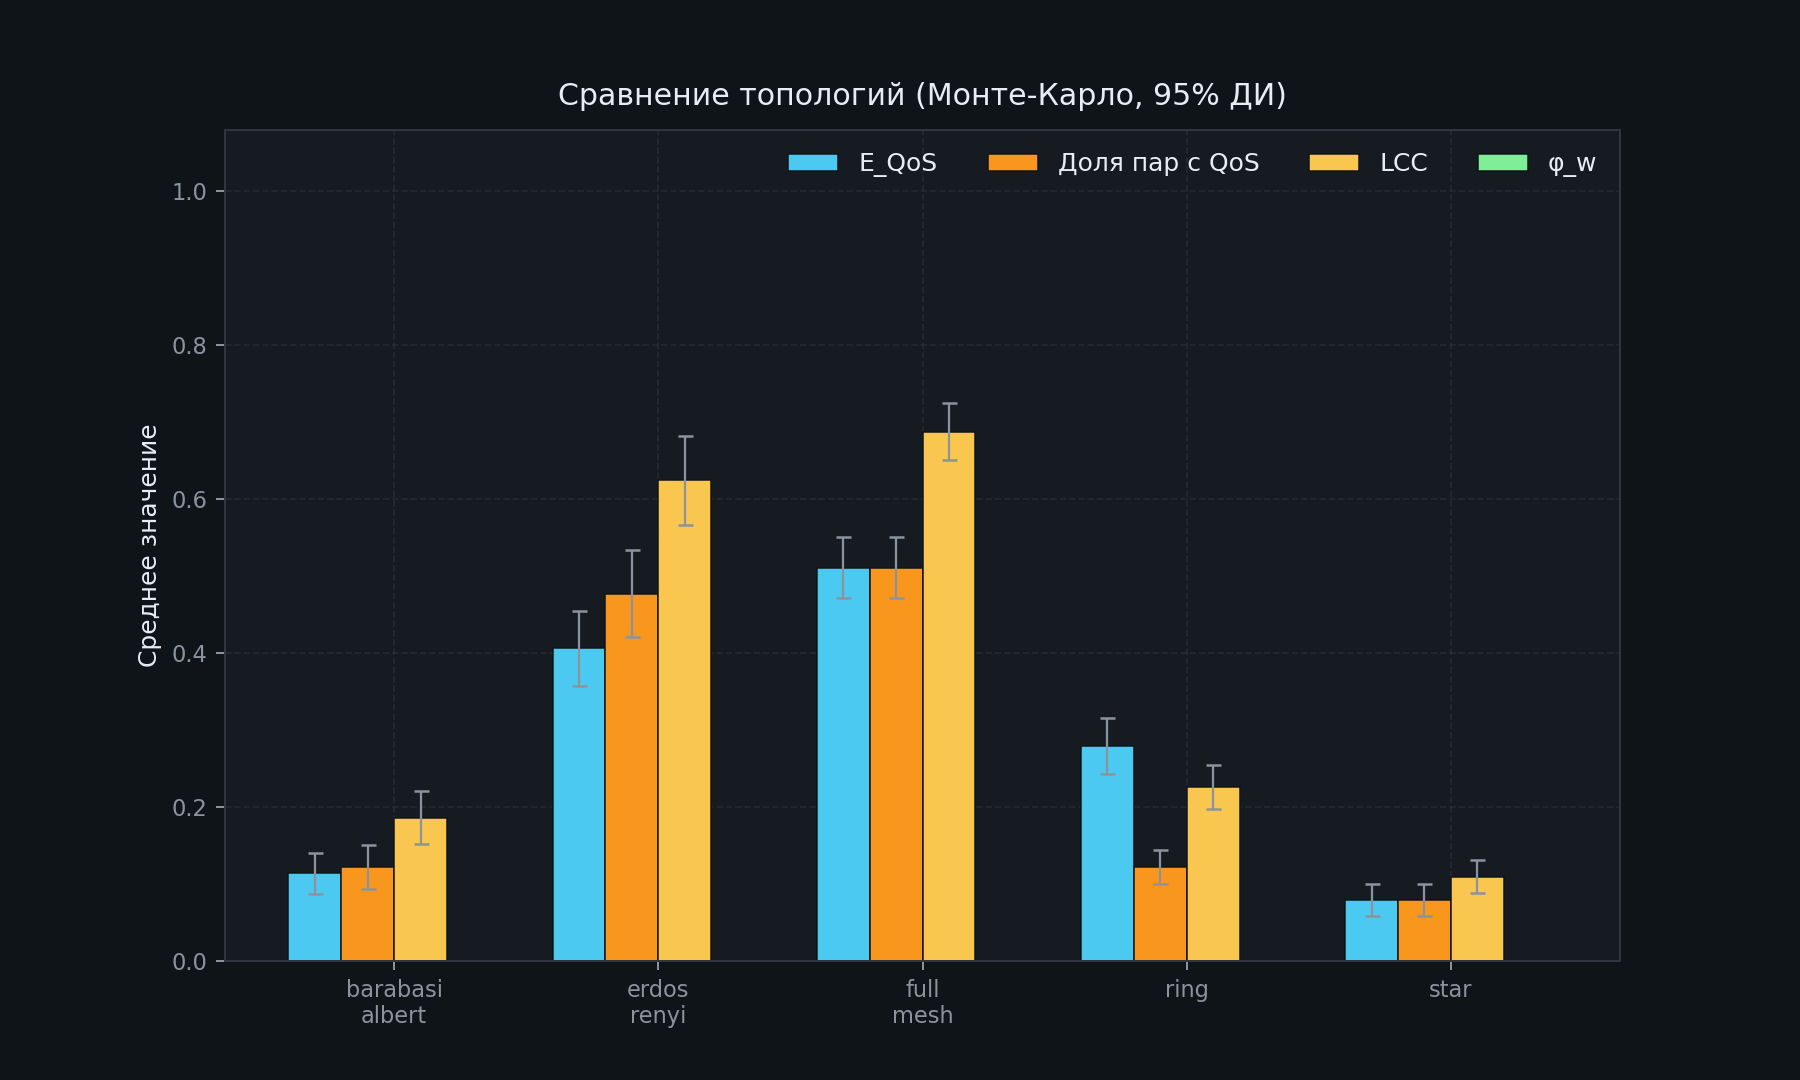 Сравнение топологий (Монте-Карло, 95% ДИ)
E_QoS
Доля пар с QoS
LCC
φ_w
Среднее значение
1.0
0.8
0.6
0.4
0.2
0.0
barabasi
albert
erdos
renyi
full
mesh
ring
star